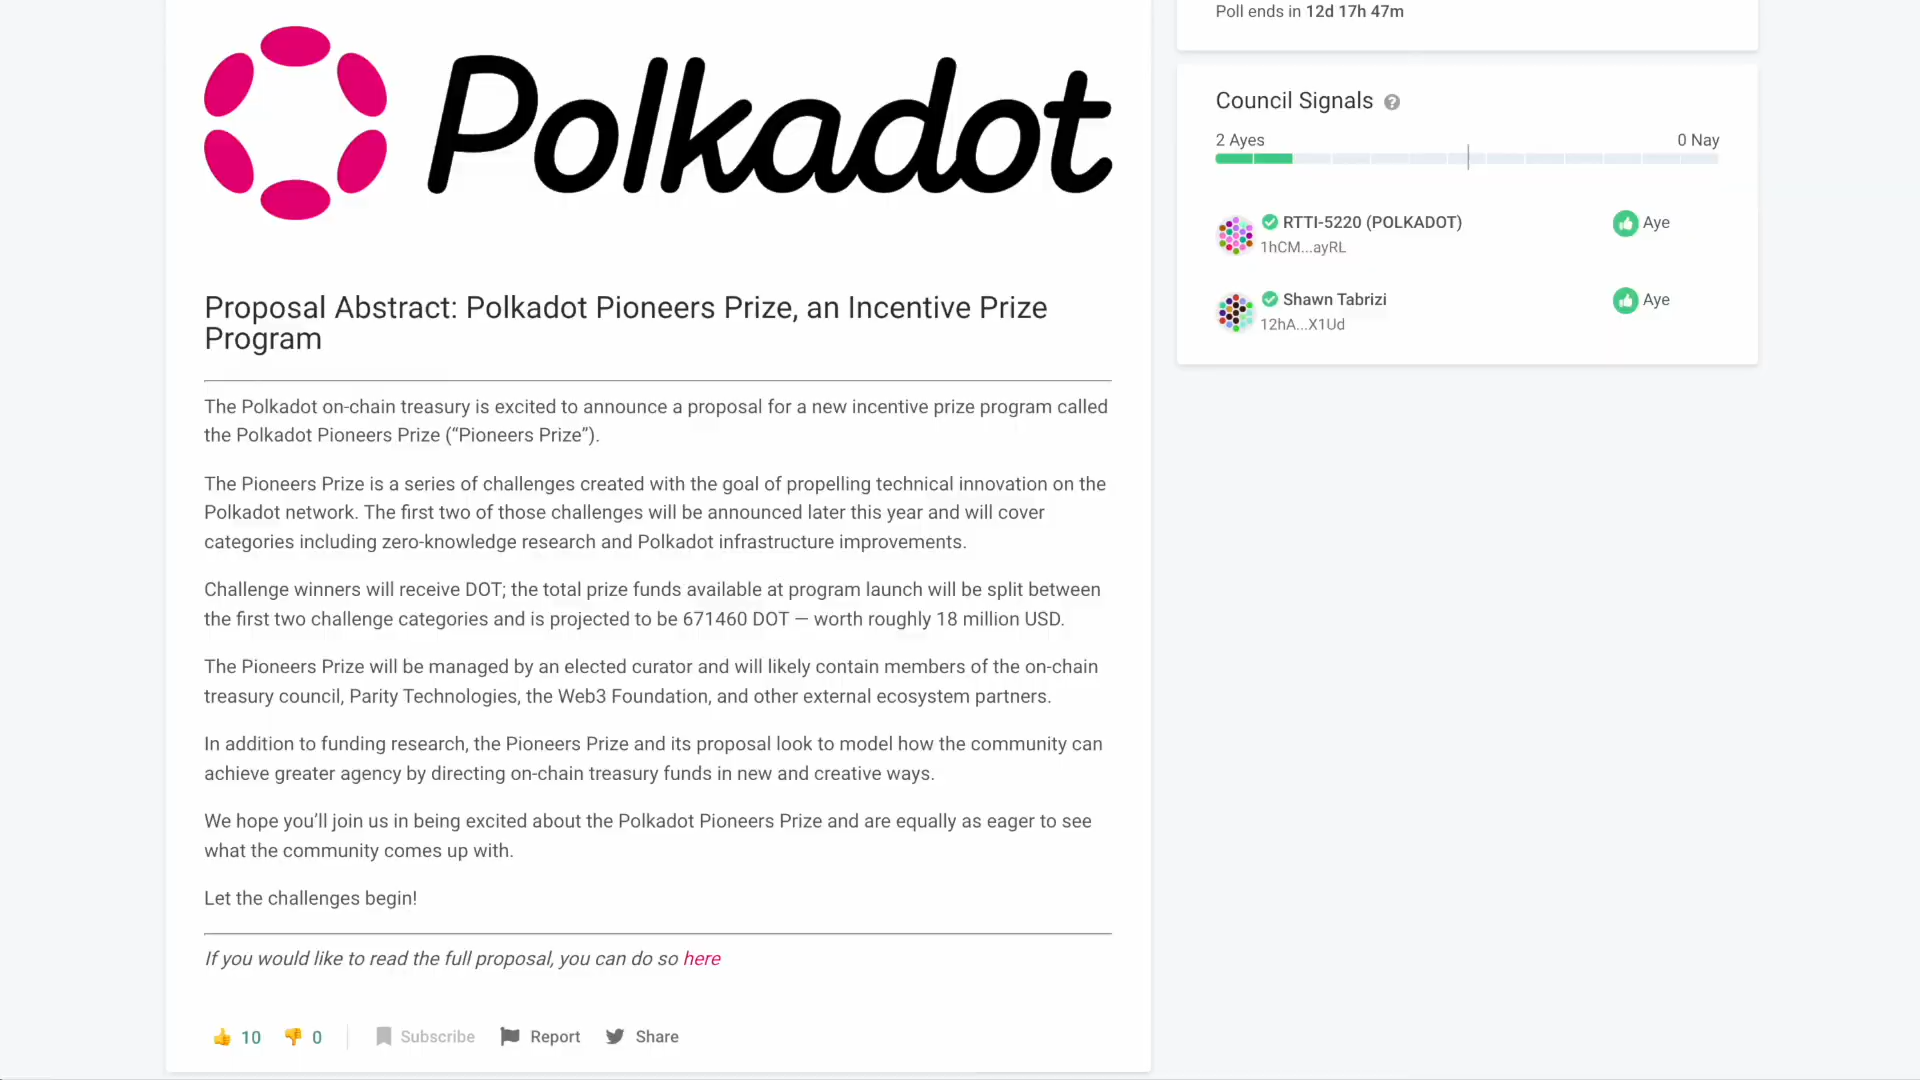 Polkadot
Proposal Abstract: Polkadot Pioneers Prize, an Incentive Prize
Program
The Polkadot on-chain treasury is excited to announce a proposal for a new incentive prize program called
the Polkadot Pioneers Prize (“Pioneers Prize”).
The Pioneers Prize is a series of challenges created with the goal of propelling technical innovation on the
Polkadot network. The first two of those challenges will be announced later this year and will cover
categories including zero-knowledge research and Polkadot infrastructure improvements.
Challenge winners will receive DOT; the total prize funds available at program launch will be split between
the first two challenge categories and is projected to be 671460 DOT — worth roughly 18 million USD.
The Pioneers Prize will be managed by an elected curator and will likely contain members of the on-chain
treasury council, Parity Technologies, the Web3 Foundation, and other external ecosystem partners.
In addition to funding research, the Pioneers Prize and its proposal look to model how the community can
achieve greater agency by directing on-chain treasury funds in new and creative ways.
We hope you’ll join us in being excited about the Polkadot Pioneers Prize and are equally as eager to see
what the community comes up with.
Let the challenges begin!
If you would like to read the full proposal, you can do so here
10 0 Subscribe Report Share
Poll ends in 12d 17h 47m
Council Signals ?
2 Ayes 0 Nay
RTTI-5220 (POLKADOT) Aye
1hCM...ayRL
Shawn Tabrizi Aye
12hA...X1Ud